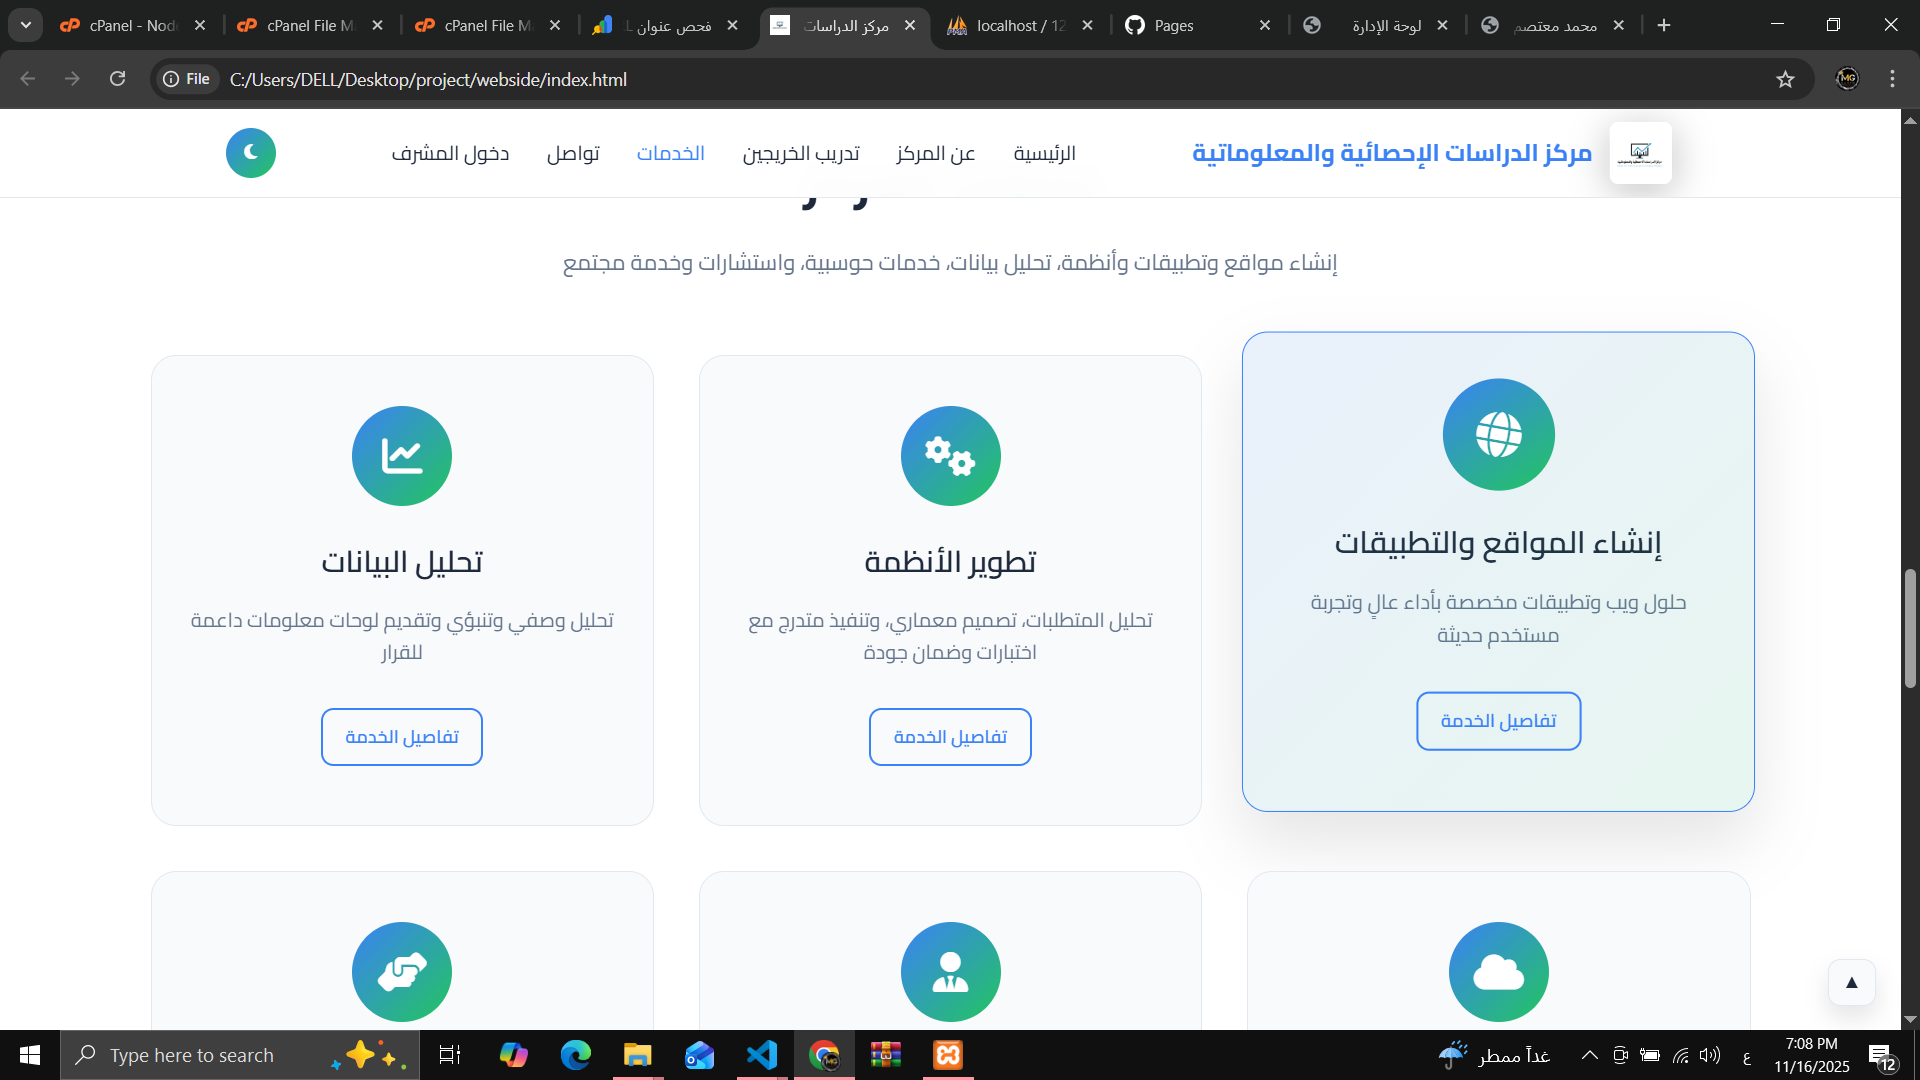 cPanel - Nod
cPanel File M
cPanel File M
فحص عنوان
مركز الدراسات
localhost / 12
Pages
لوحة الإدارة
محمد معتصم
File
C:/Users/DELL/Desktop/project/webside/index.html
مركز الدراسات الإحصائية والمعلوماتية
الرئيسية
عن المركز
تدريب الخريجين
الخدمات
تواصل
دخول المشرف
إنشاء مواقع وتطبيقات وأنظمة، تحليل بيانات، خدمات حوسبية، واستشارات وخدمة مجتمع
إنشاء المواقع والتطبيقات
حلول ويب وتطبيقات مخصصة بأداء عالٍ وتجربة
مستخدم حديثة
تفاصيل الخدمة
تطوير الأنظمة
تحليل المتطلبات، تصميم معماري، وتنفيذ متدرج مع
اختبارات وضمان جودة
تفاصيل الخدمة
تحليل البيانات
تحليل وصفي وتنبؤي وتقديم لوحات معلومات داعمة
للقرار
تفاصيل الخدمة
Type here to search
غداً ممطر
ع
7:08 PM
11/16/2025
12